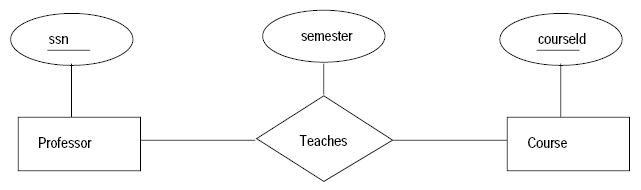 ssn
semester
courseId
Professor
Teaches
Course